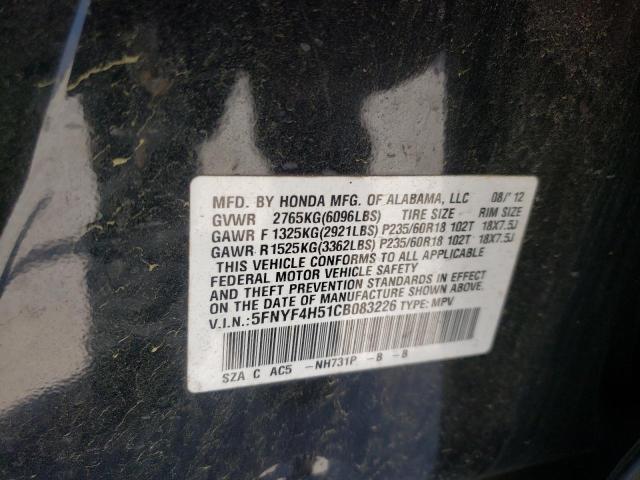 MFD. BY HONDA MFG. OF ALABAMA, LLC 08/'12
GVWR 2765KG(6096LBS) TIRE SIZE RIM SIZE
GAWR F 1325KG(2921LBS) P235/60R18 102T 18X7.5J
GAWR R 1525KG(3362LBS) P235/60R18 102T 18X7.5J
THIS VEHICLE CONFORMS TO ALL APPLICABLE
FEDERAL MOTOR VEHICLE SAFETY
AND THEFT PREVENTION STANDARDS IN EFFECT
ON THE DATE OF MANUFACTURE SHOWN ABOVE.
V.I.N.:5FNYF4H51CB083226 TYPE: MPV
SZA C AC5 -NH731P -B -B